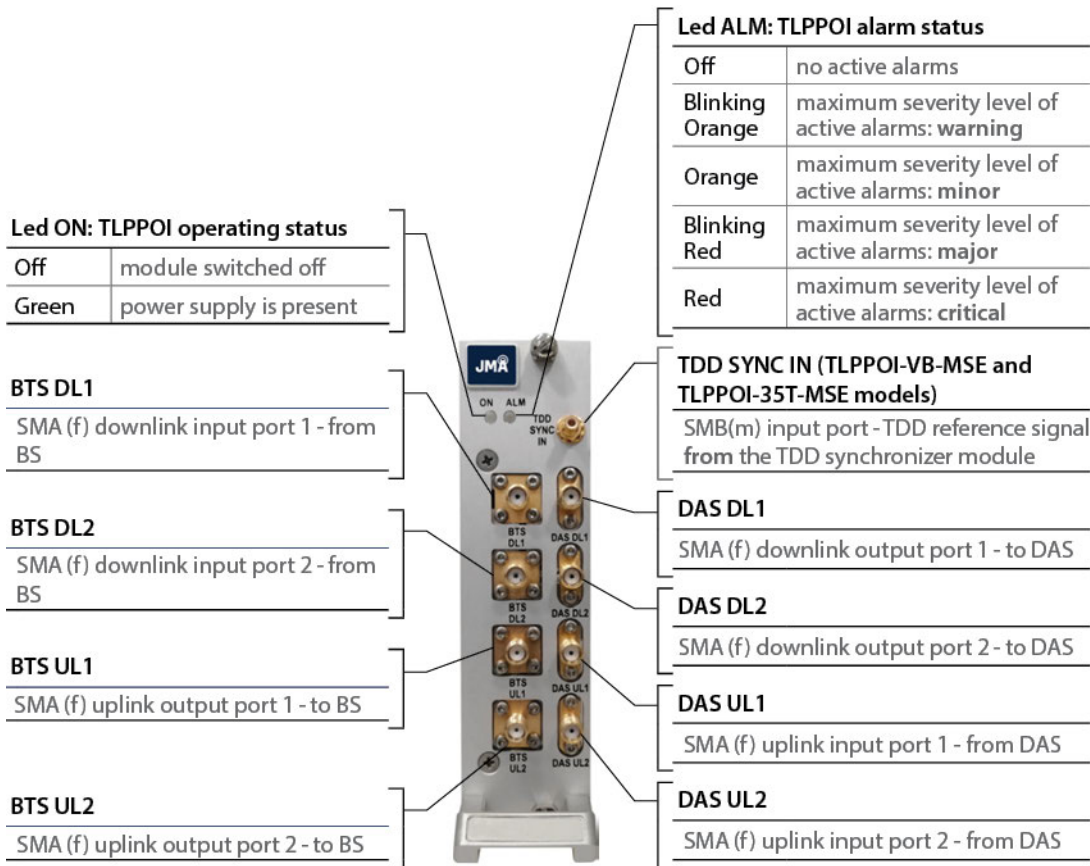 Led ALM: TLPPOI alarm status
Off no active alarms
Blinking Orange maximum severity level of
active alarms: warning
Orange maximum severity level of
active alarms: minor
Blinking Red maximum severity level of
active alarms: major
Red maximum severity level of
active alarms: critical
Led ON: TLPPOI operating status
Off module switched off
Green power supply is present
BTS DL1
SMA (f) downlink input port 1 - from
BS
BTS DL2
SMA (f) downlink input port 2 - from
BS
BTS UL1
SMA (f) uplink output port 1 - to BS
BTS UL2
SMA (f) uplink output port 2 - to BS
JMA
ON ALM
TDD
SYNC
IN
BTS
DL1
DAS DL1
BTS
DL2
DAS DL2
BTS
UL1
DAS UL1
BTS
UL2
DAS UL2
TDD SYNC IN (TLPPOI-VB-MSE and
TLPPOI-35T-MSE models)
SMB(m) input port - TDD reference signal
from the TDD synchronizer module
DAS DL1
SMA (f) downlink output port 1 - to DAS
DAS DL2
SMA (f) downlink output port 2 - to DAS
DAS UL1
SMA (f) uplink input port 1 - from DAS
DAS UL2
SMA (f) uplink input port 2 - from DAS